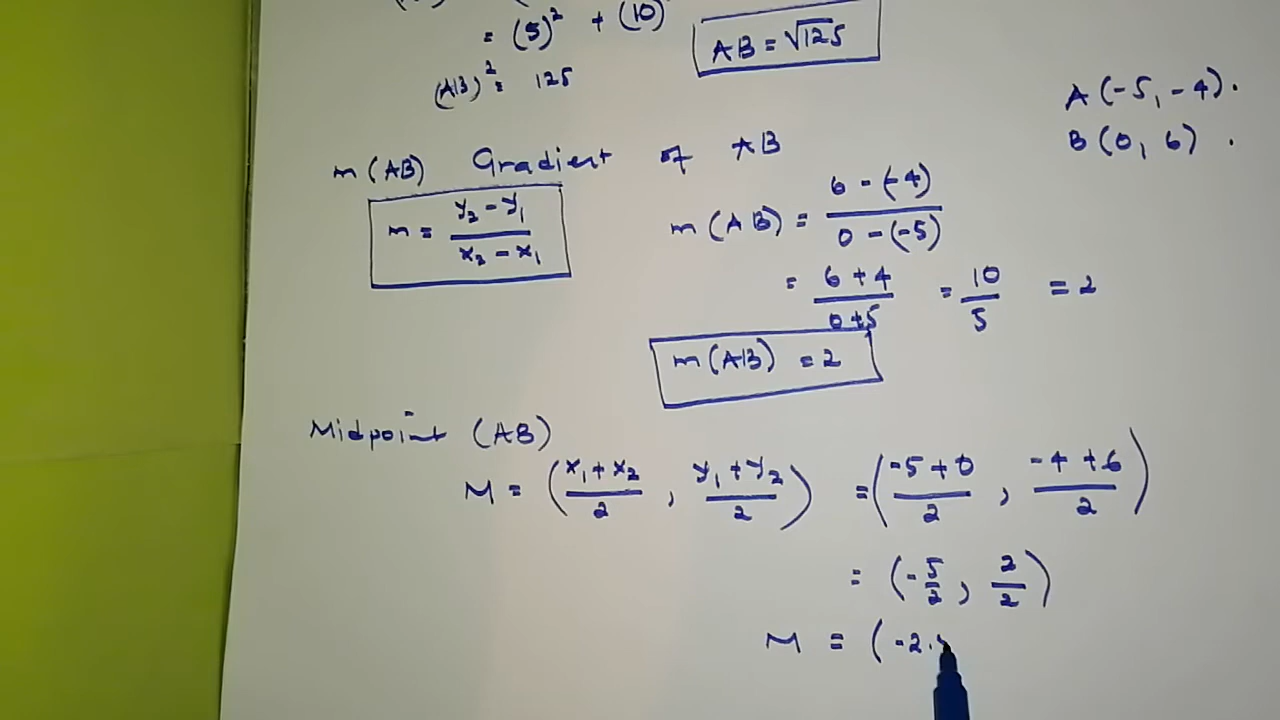 = (5)² + (10)
AB = √125
(AB)² = 125
A (-5, -4).
B (0, 6).
m (AB) Gradient of AB
m = (y₂ - y₁) / (x₂ - x₁)
m (AB) = (6 - (-4)) / (0 - (-5))
= (6 + 4) / (0 + 5) = 10/5 = 2
m (AB) = 2
Midpoint (AB)
M = ( (x₁ + x₂)/2 , (y₁ + y₂)/2 ) = ( (-5 + 0)/2 , (-4 + 6)/2 )
= (-5/2 , 2/2)
M = ( -2.